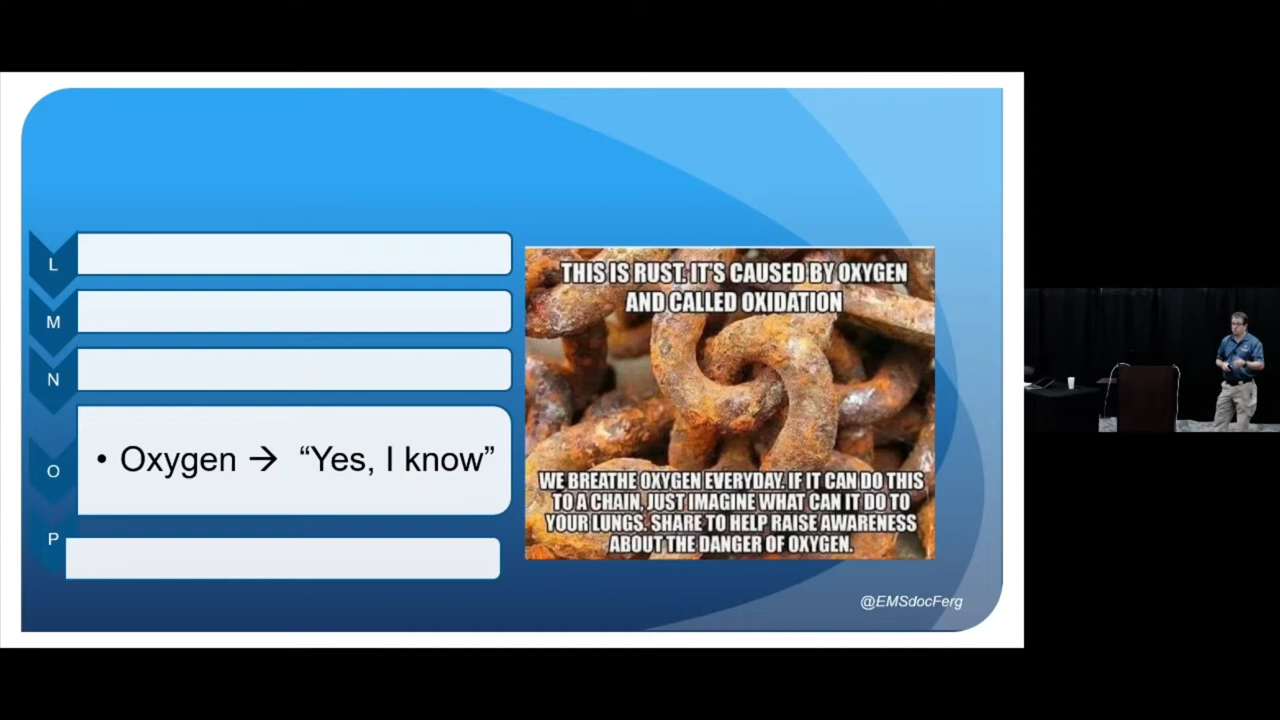 L
M
N
O
• Oxygen → “Yes, I know”
P
THIS IS RUST. IT'S CAUSED BY OXYGEN
AND CALLED OXIDATION
WE BREATHE OXYGEN EVERYDAY. IF IT CAN DO THIS
TO A CHAIN, JUST IMAGINE WHAT CAN IT DO TO
YOUR LUNGS. SHARE TO HELP RAISE AWARENESS
ABOUT THE DANGER OF OXYGEN.
@EMSdocFerg